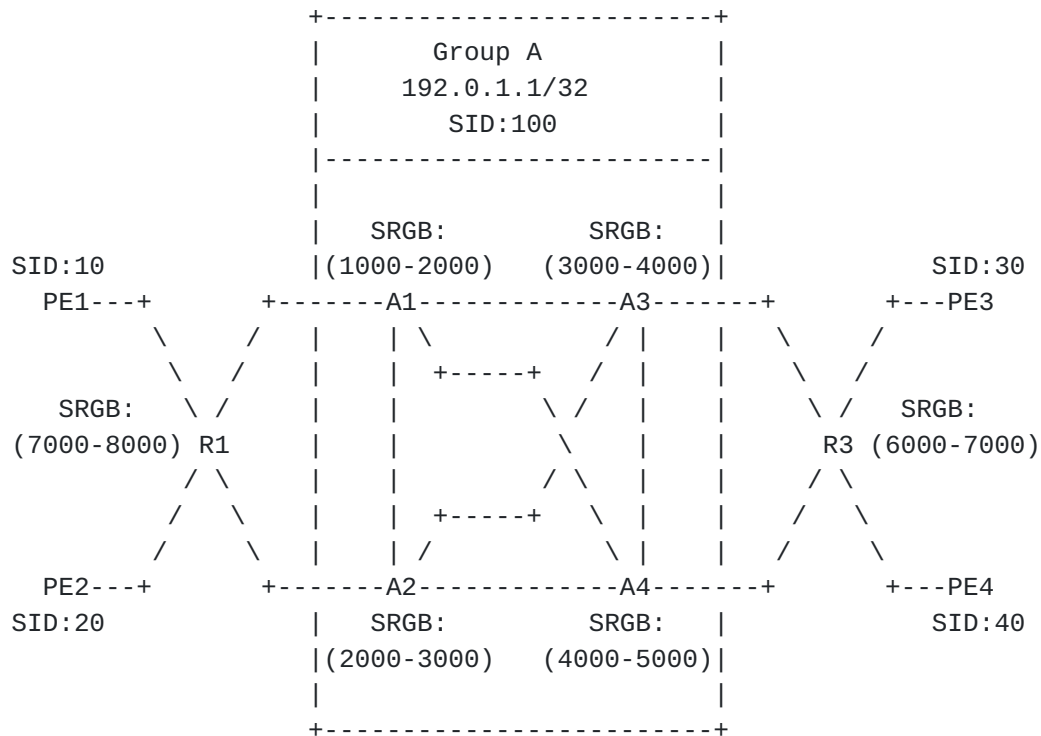 Group A
192.0.1.1/32
SID:100
SRGB: SRGB:
SID:10 (1000-2000) (3000-4000) SID:30
PE1 A1 A3 PE3
SRGB: SRGB:
(7000-8000) R1 R3 (6000-7000)
PE2 A2 A4 PE4
SID:20 SRGB: SRGB: SID:40
(2000-3000) (4000-5000)